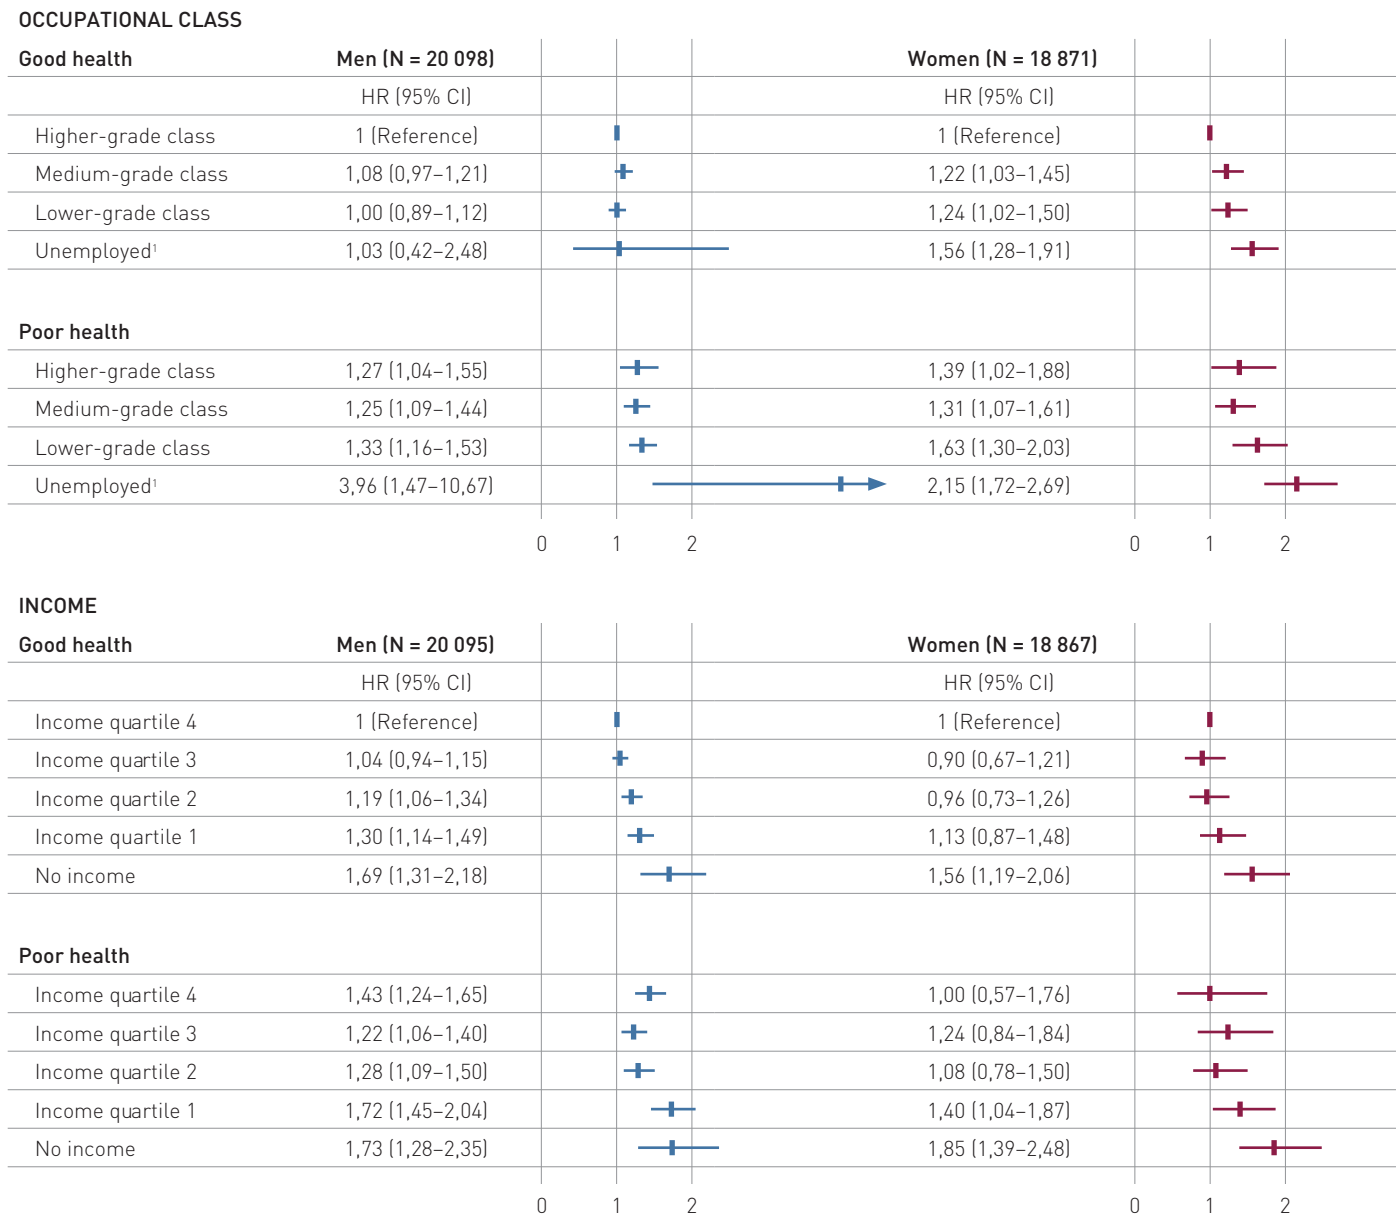 OCCUPATIONAL CLASS
Good health Men (N = 20 098) Women (N = 18 871)
HR (95% CI) HR (95% CI)
Higher-grade class 1 (Reference) 1 (Reference)
Medium-grade class 1,08 (0,97–1,21) 1,22 (1,03–1,45)
Lower-grade class 1,00 (0,89–1,12) 1,24 (1,02–1,50)
Unemployed¹ 1,03 (0,42–2,48) 1,56 (1,28–1,91)
Poor health
Higher-grade class 1,27 (1,04–1,55) 1,39 (1,02–1,88)
Medium-grade class 1,25 (1,09–1,44) 1,31 (1,07–1,61)
Lower-grade class 1,33 (1,16–1,53) 1,63 (1,30–2,03)
Unemployed¹ 3,96 (1,47–10,67) 2,15 (1,72–2,69)
0 1 2 0 1 2
INCOME
Good health Men (N = 20 095) Women (N = 18 867)
HR (95% CI) HR (95% CI)
Income quartile 4 1 (Reference) 1 (Reference)
Income quartile 3 1,04 (0,94–1,15) 0,90 (0,67–1,21)
Income quartile 2 1,19 (1,06–1,34) 0,96 (0,73–1,26)
Income quartile 1 1,30 (1,14–1,49) 1,13 (0,87–1,48)
No income 1,69 (1,31–2,18) 1,56 (1,19–2,06)
Poor health
Income quartile 4 1,43 (1,24–1,65) 1,00 (0,57–1,76)
Income quartile 3 1,22 (1,06–1,40) 1,24 (0,84–1,84)
Income quartile 2 1,28 (1,09–1,50) 1,08 (0,78–1,50)
Income quartile 1 1,72 (1,45–2,04) 1,40 (1,04–1,87)
No income 1,73 (1,28–2,35) 1,85 (1,39–2,48)
0 1 2 0 1 2